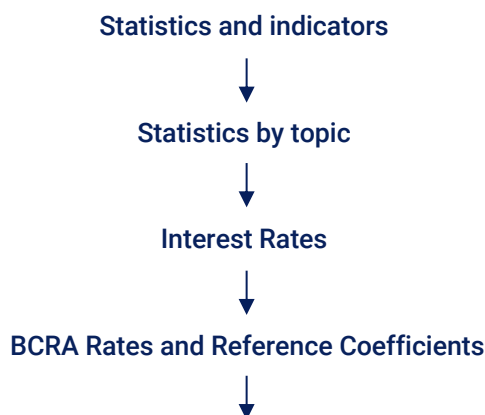 Statistics and indicators
Statistics by topic
Interest Rates
BCRA Rates and Reference Coefficients